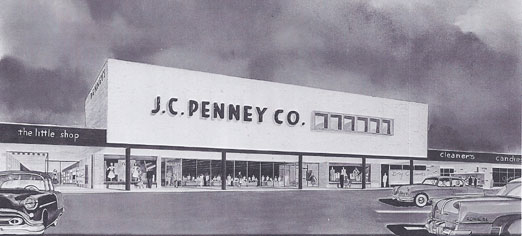 PENNEY'S
J.C. PENNEY CO.
the little shop
cleaners